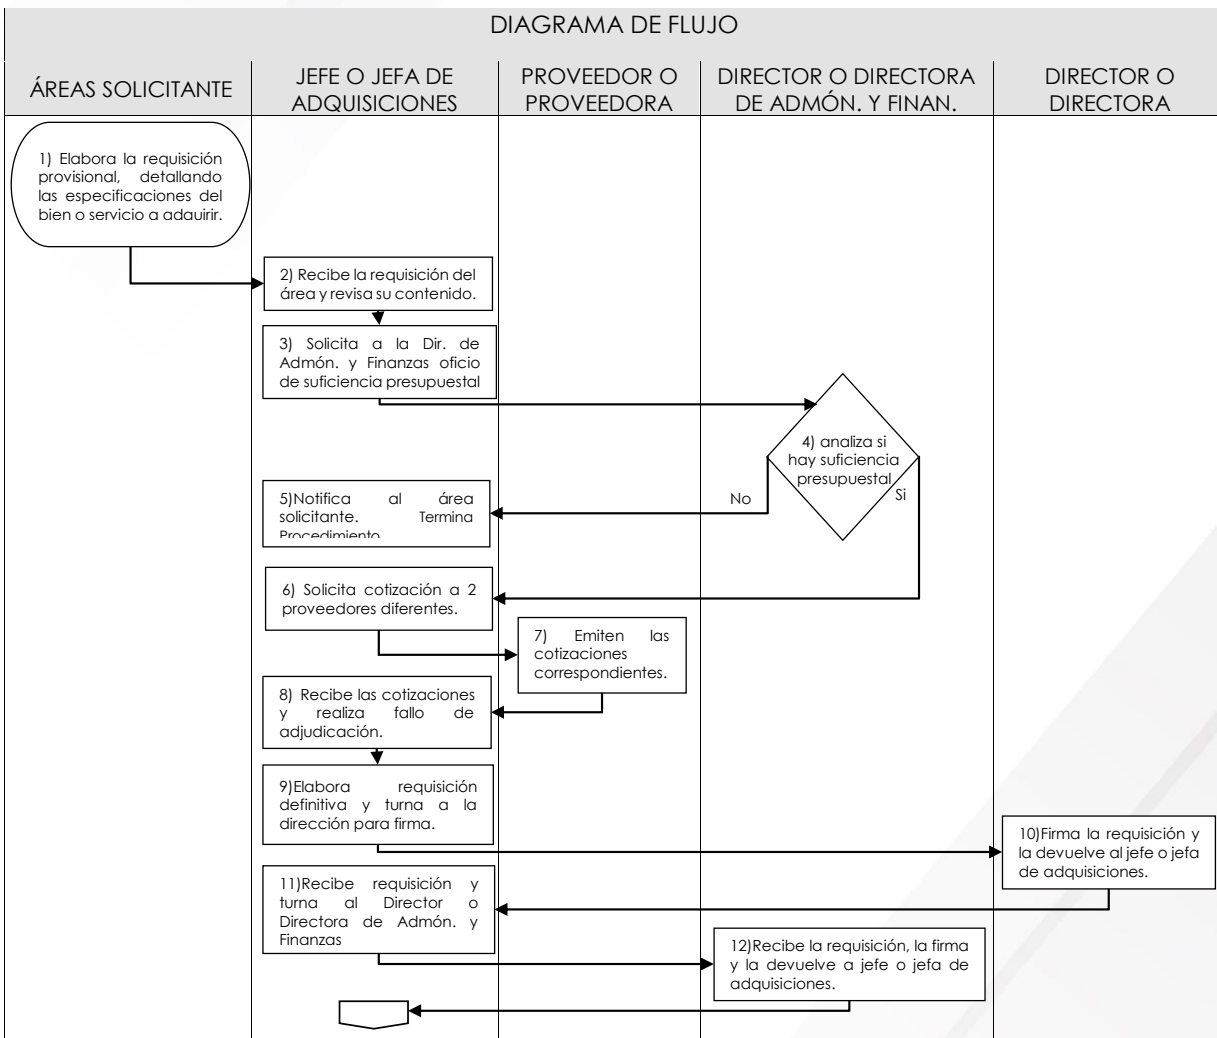 DIAGRAMA DE FLUJO
ÁREAS SOLICITANTE
JEFE O JEFA DE
ADQUISICIONES
PROVEEDOR O
PROVEEDORA
DIRECTOR O DIRECTORA
DE ADMÓN. Y FINAN.
DIRECTOR O
DIRECTORA
1) Elabora la requisición
provisional, detallando
las especificaciones del
bien o servicio a adquirir.
2) Recibe la requisición del
área y revisa su contenido.
3) Solicita a la Dir. de
Admón. y Finanzas oficio
de suficiencia presupuestal
4) analiza si
hay suficiencia
presupuestal
No
Si
5)Notifica al área
solicitante. Termina
Procedimiento
6) Solicita cotización a 2
proveedores diferentes.
7) Emiten las
cotizaciones
correspondientes.
8) Recibe las cotizaciones
y realiza fallo de
adjudicación.
9)Elabora requisición
definitiva y turna a la
dirección para firma.
10)Firma la requisición y
la devuelve al jefe o jefa
de adquisiciones.
11)Recibe requisición y
turna al Director o
Directora de Admón. y
Finanzas
12)Recibe la requisición, la firma
y la devuelve a jefe o jefa de
adquisiciones.